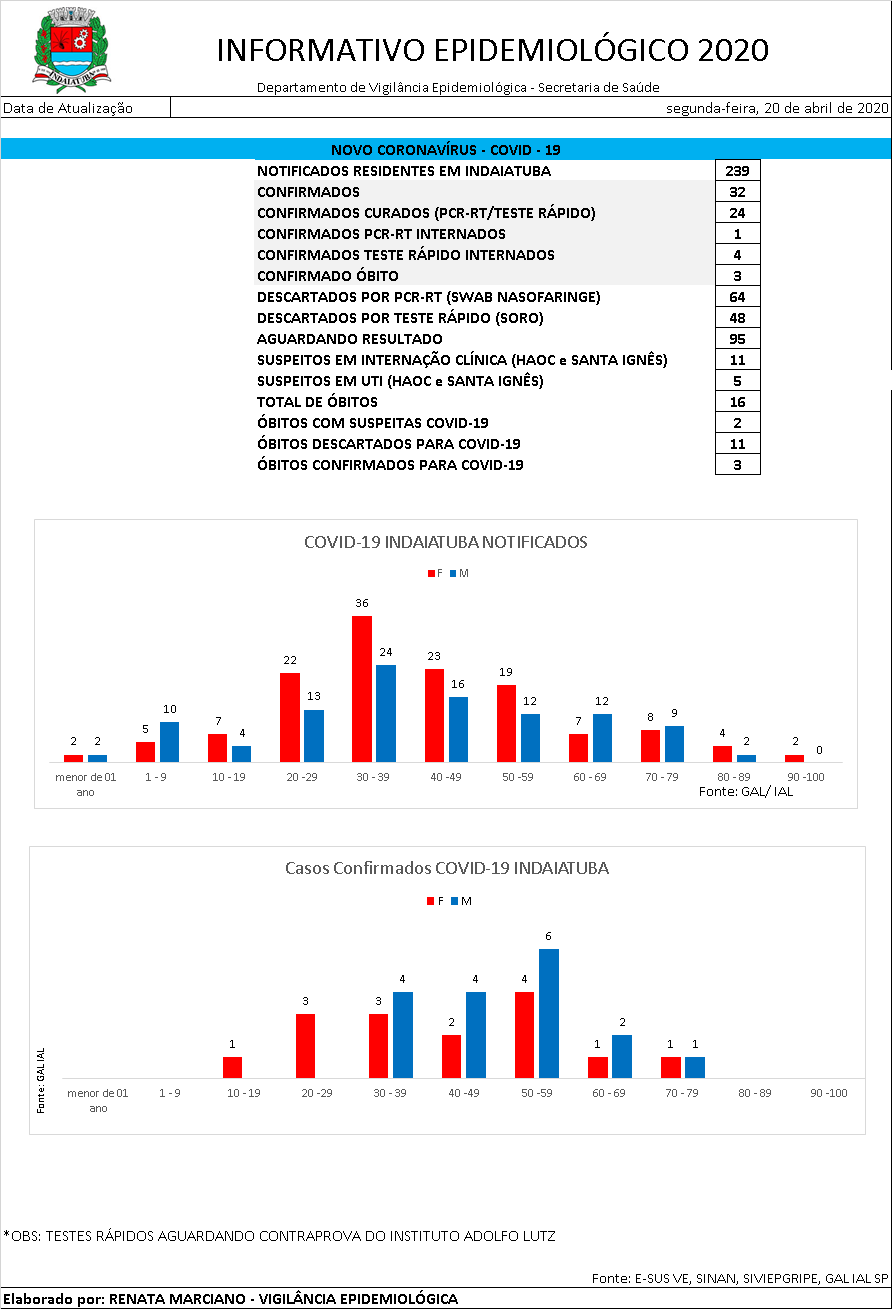 INDAIATUBA
INFORMATIVO EPIDEMIOLÓGICO 2020
Departamento de Vigilância Epidemiológica - Secretaria de Saúde
Data de Atualização segunda-feira, 20 de abril de 2020
NOVO CORONAVÍRUS - COVID - 19
NOTIFICADOS RESIDENTES EM INDAIATUBA 239
CONFIRMADOS 32
CONFIRMADOS CURADOS (PCR-RT/TESTE RÁPIDO) 24
CONFIRMADOS PCR-RT INTERNADOS 1
CONFIRMADOS TESTE RÁPIDO INTERNADOS 4
CONFIRMADO ÓBITO 3
DESCARTADOS POR PCR-RT (SWAB NASOFARINGE) 64
DESCARTADOS POR TESTE RÁPIDO (SORO) 48
AGUARDANDO RESULTADO 95
SUSPEITOS EM INTERNAÇÃO CLÍNICA (HAOC e SANTA IGNÊS) 11
SUSPEITOS EM UTI (HAOC e SANTA IGNÊS) 5
TOTAL DE ÓBITOS 16
ÓBITOS COM SUSPEITAS COVID-19 2
ÓBITOS DESCARTADOS PARA COVID-19 11
ÓBITOS CONFIRMADOS PARA COVID-19 3
COVID-19 INDAIATUBA NOTIFICADOS
F M
2 2 5 10 7 4 22 13 36 24 23 16 19 12 7 12 8 9 4 2 2 0
menor de 01 ano 1 - 9 10 - 19 20 -29 30 - 39 40 -49 50 -59 60 - 69 70 - 79 80 - 89 90 -100
Fonte: GAL/ IAL
Casos Confirmados COVID-19 INDAIATUBA
F M
1 3 3 4 2 4 4 6 1 2 1 1
Fonte: GAL IAL
menor de 01 ano 1 - 9 10 - 19 20 -29 30 - 39 40 -49 50 -59 60 - 69 70 - 79 80 - 89 90 -100
*OBS: TESTES RÁPIDOS AGUARDANDO CONTRAPROVA DO INSTITUTO ADOLFO LUTZ
Fonte: E-SUS VE, SINAN, SIVIEPGRIPE, GAL IAL SP
Elaborado por: RENATA MARCIANO - VIGILÂNCIA EPIDEMIOLÓGICA